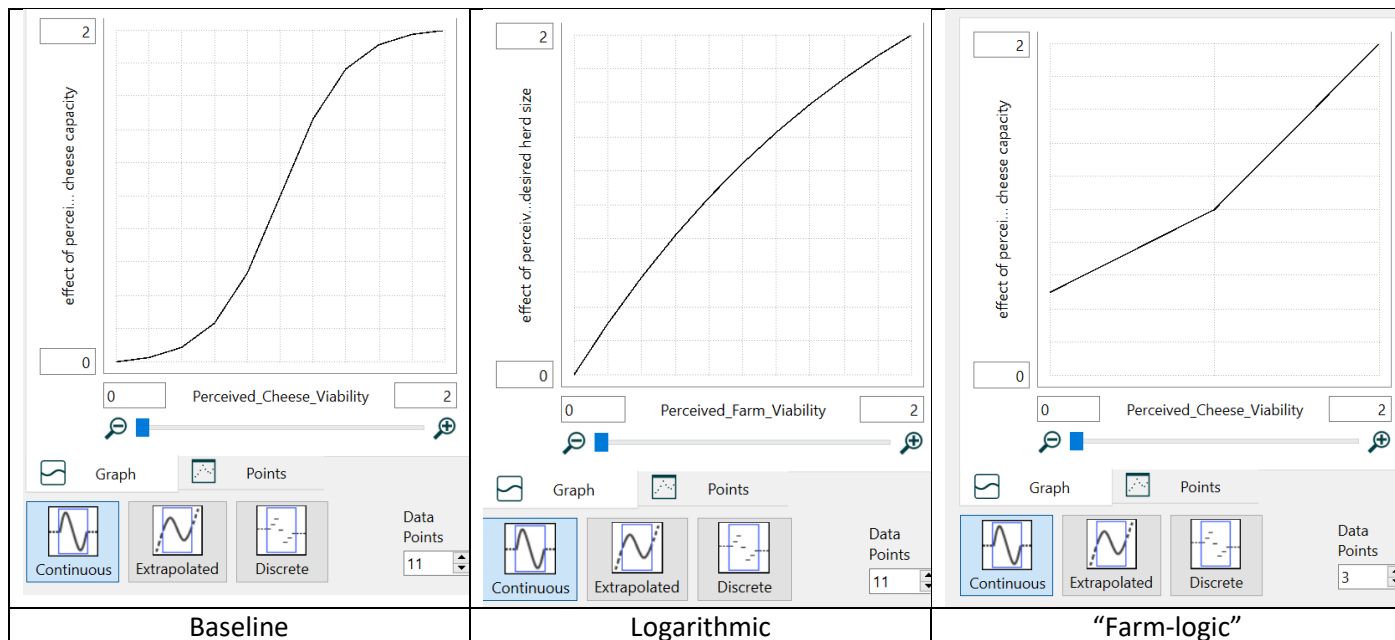 2
effect of percei... cheese capacity
0
0
Perceived_Cheese_Viability
2
Graph
Points
Continuous
Extrapolated
Discrete
Data
Points
11
Baseline
2
effect of perceiv...desired herd size
0
0
Perceived_Farm_Viability
2
Graph
Points
Continuous
Extrapolated
Discrete
Data
Points
11
Logarithmic
2
effect of percei... cheese capacity
0
0
Perceived_Cheese_Viability
2
Graph
Points
Continuous
Extrapolated
Discrete
Data
Points
3
“Farm-logic”